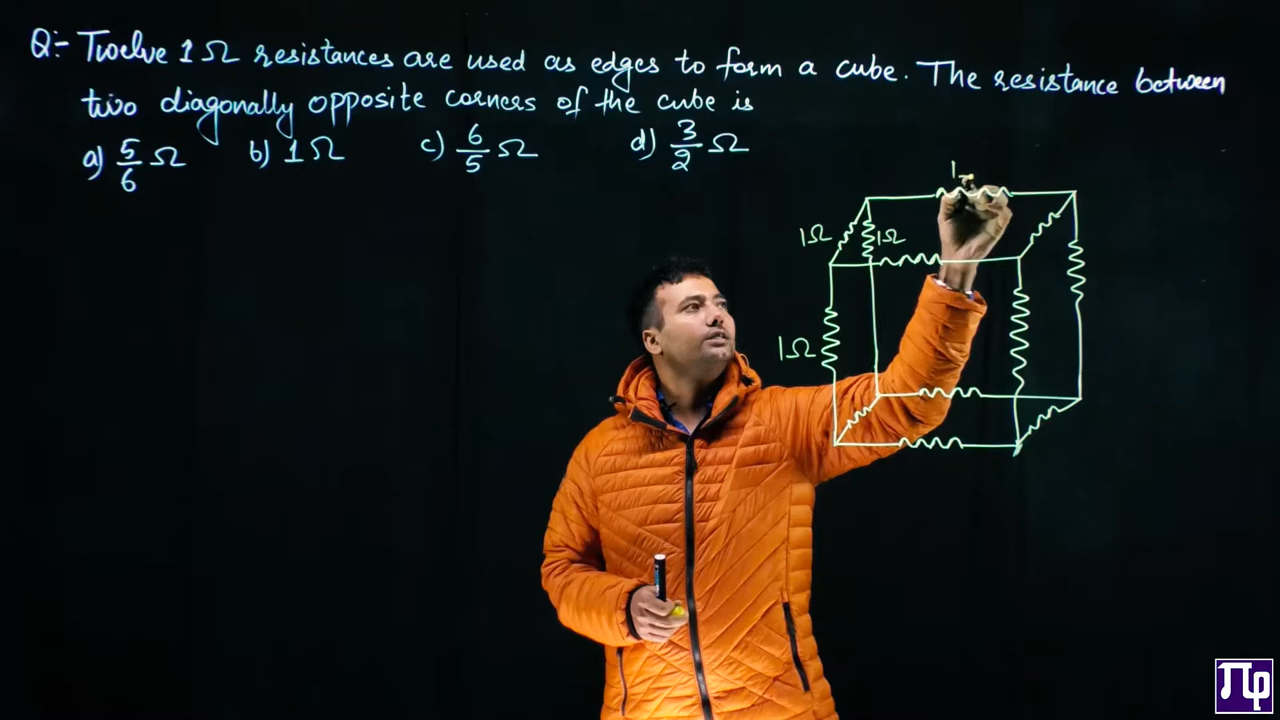 Q:- Twelve 1 Ω resistances are used as edges to form a cube. The resistance between
two diagonally opposite corners of the cube is
a) 5/6 Ω b) 1 Ω c) 6/5 Ω d) 3/2 Ω
1
1Ω 1Ω
1Ω